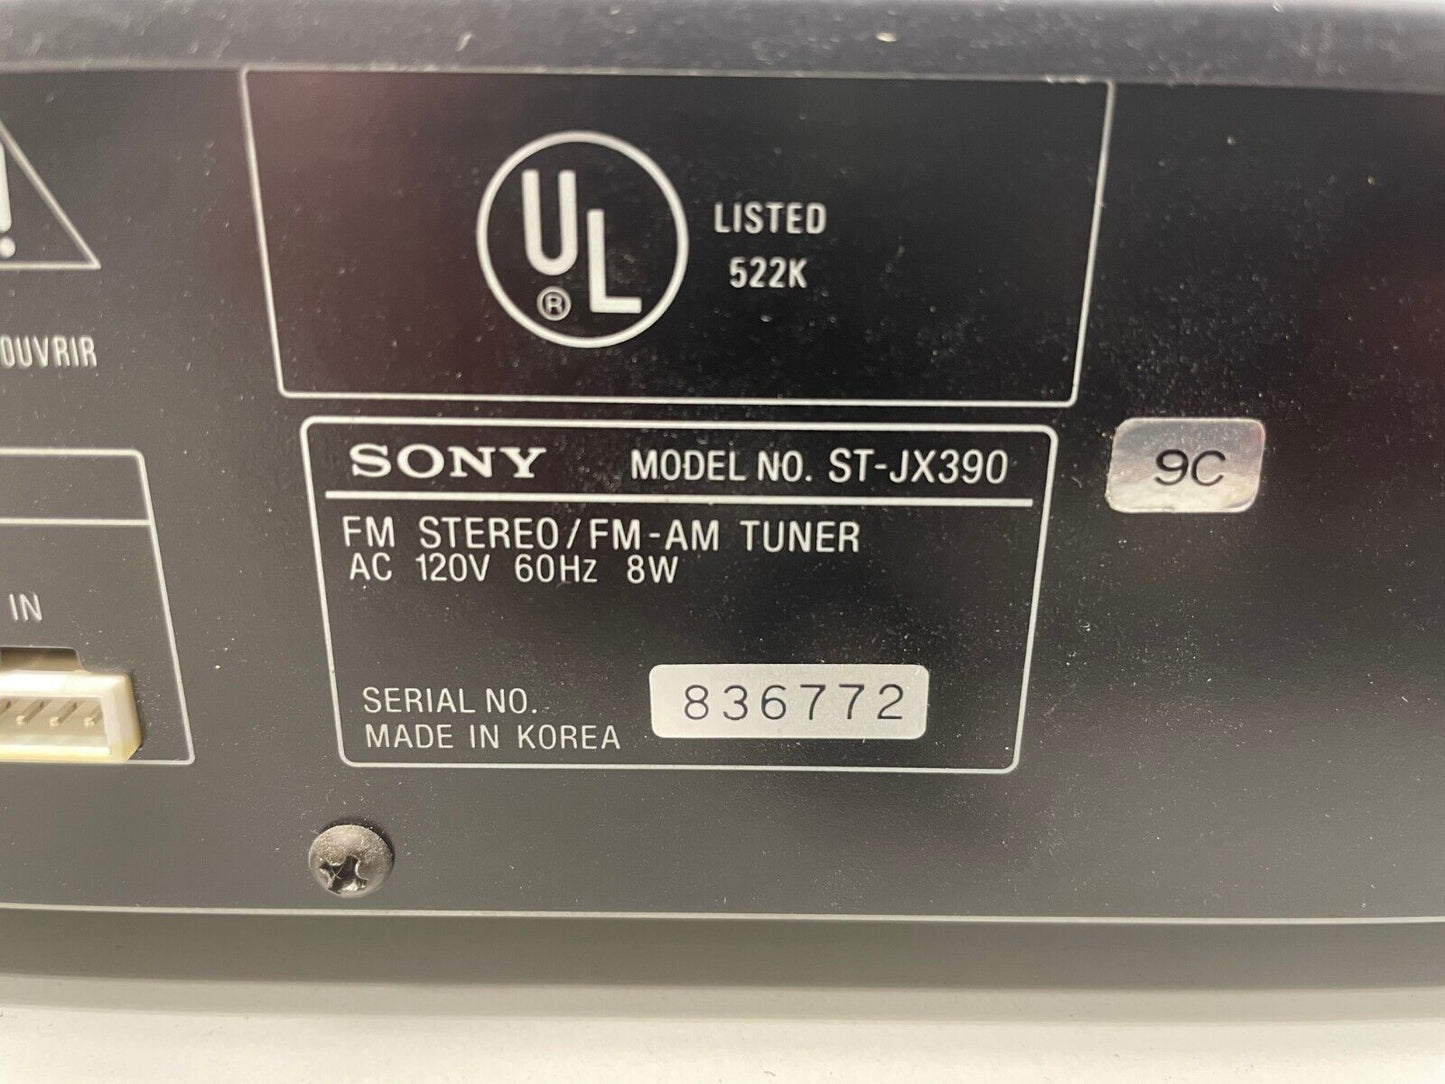 UL
®
LISTED
522K
!
OUVRIR
SONY MODEL NO. ST-JX390
9C
FM STEREO/FM-AM TUNER
AC 120V 60Hz 8W
IN
SERIAL NO. 836772
MADE IN KOREA